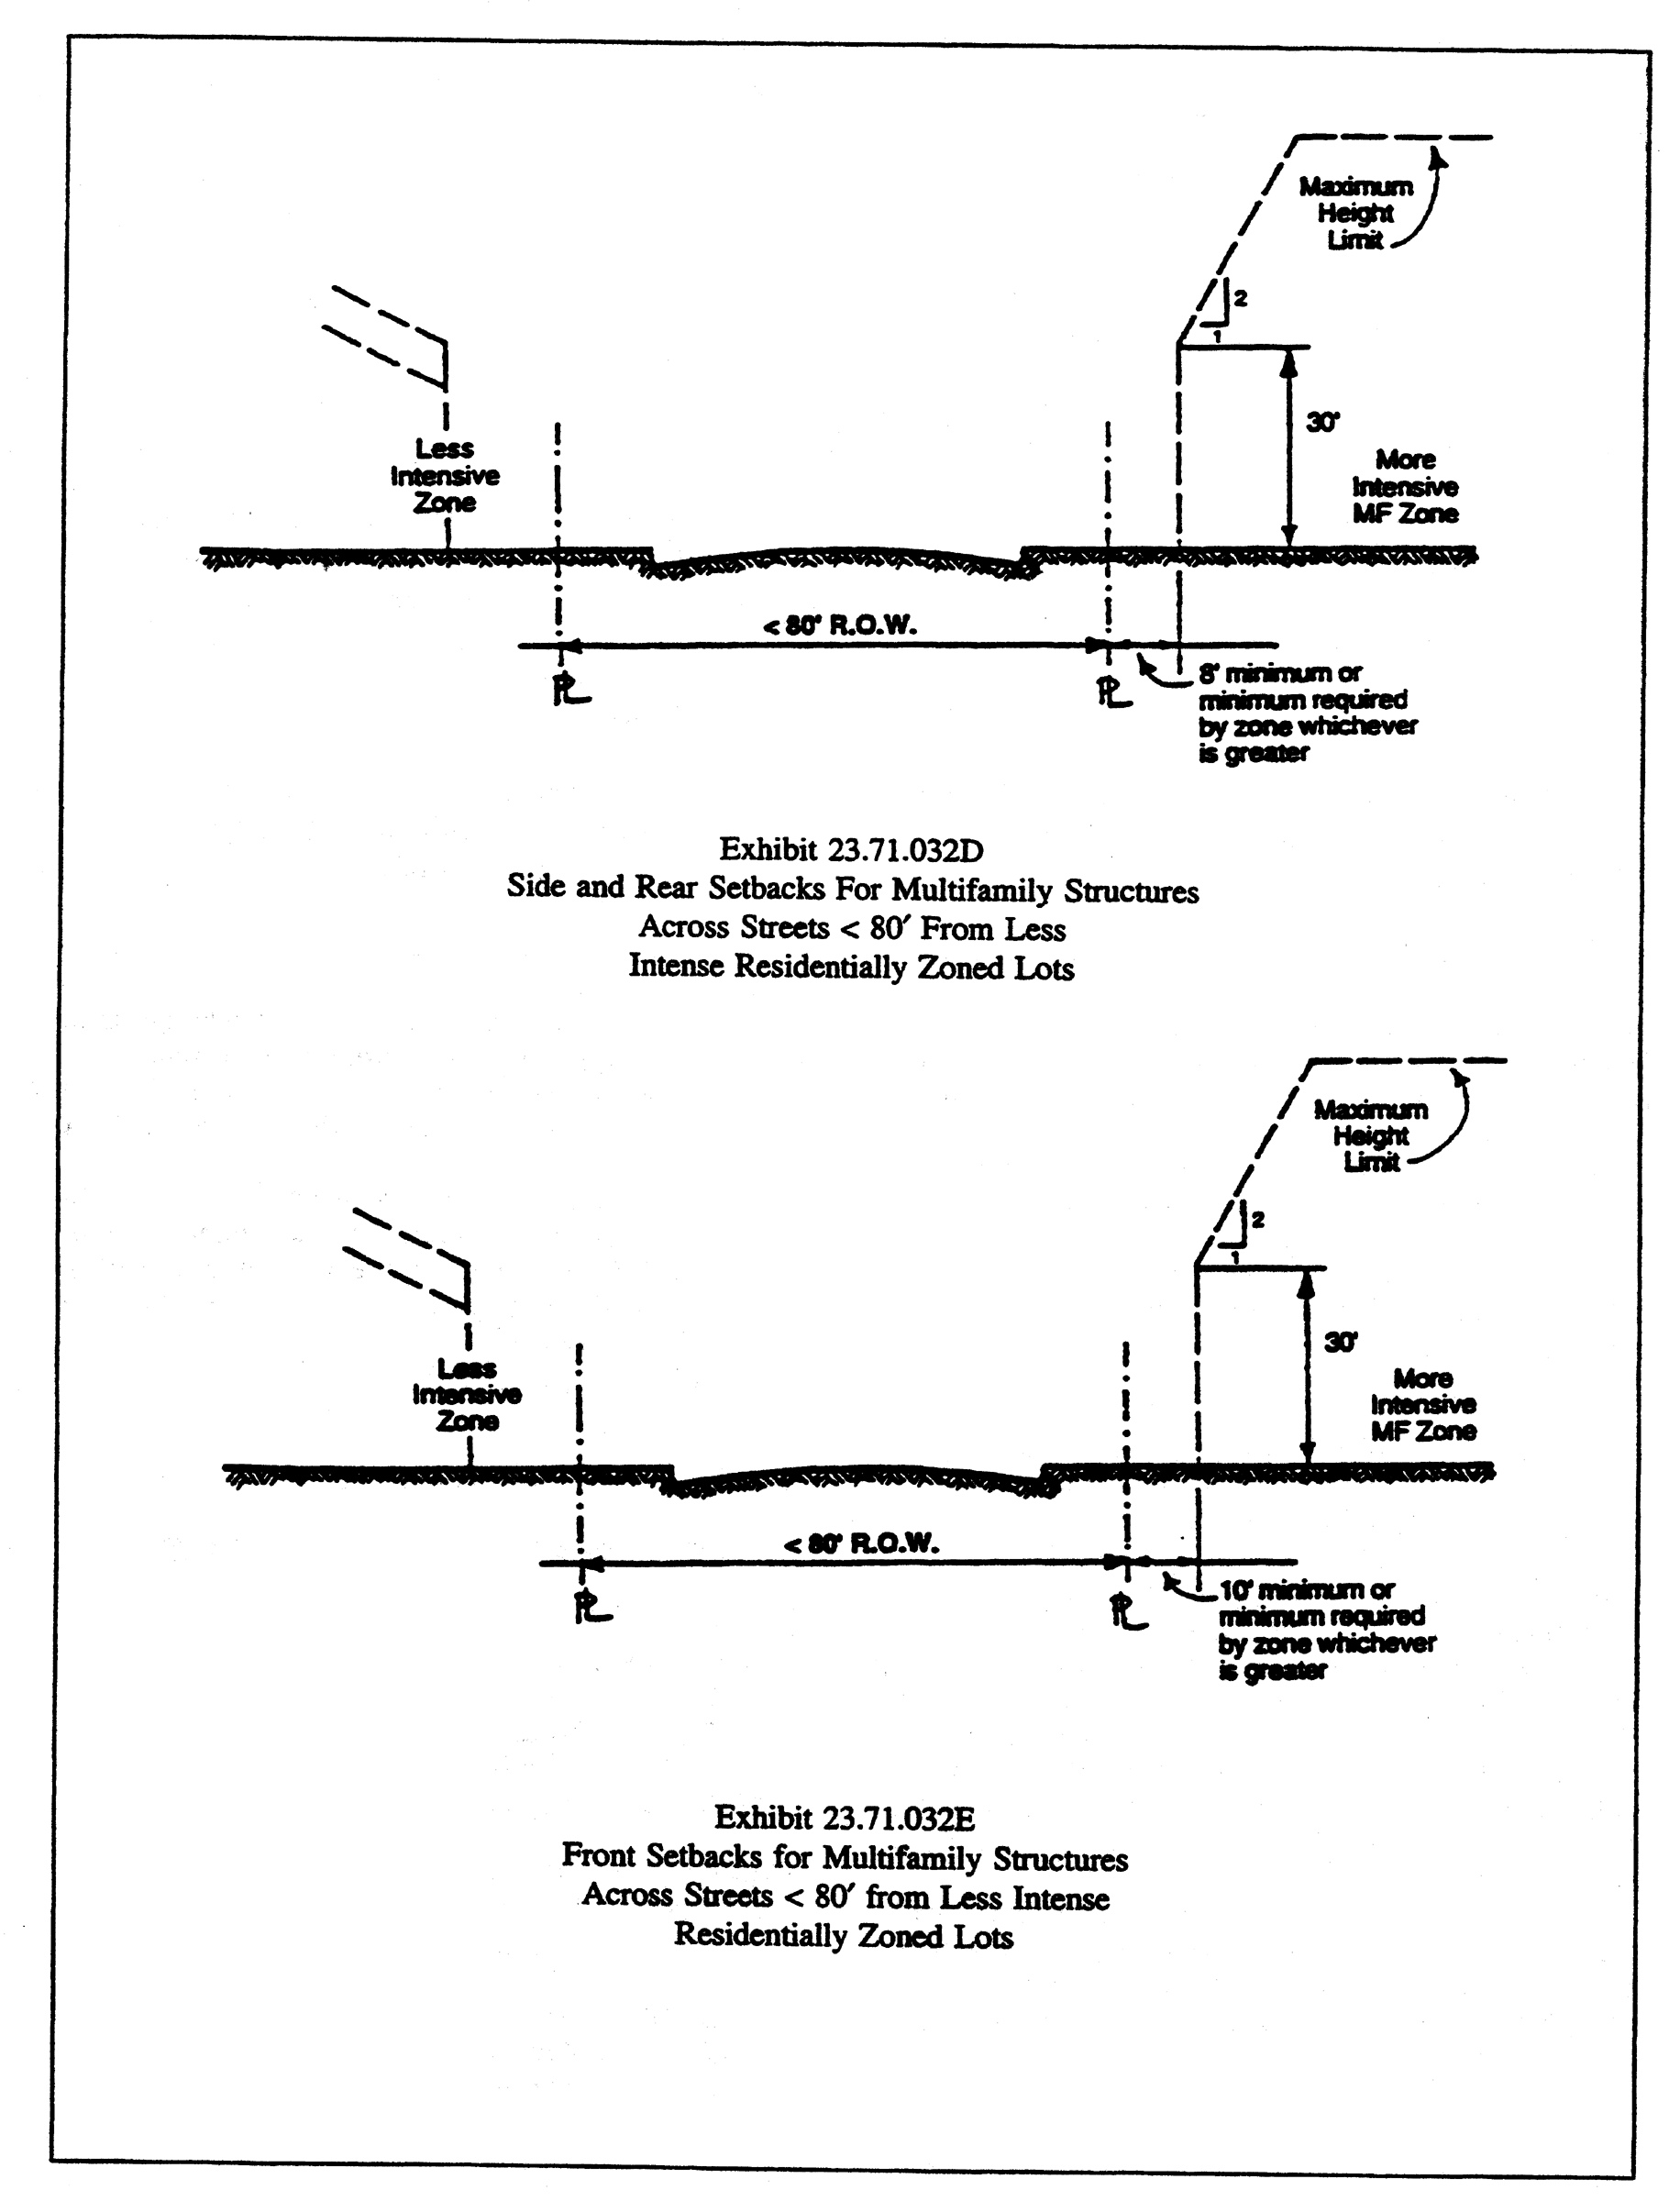 Maximum
Height
Limit
2
1
30'
Less
Intensive
Zone
More
Intensive
MF Zone
< 80' R.O.W.
PL
PL
8' minimum or
minimum required
by zone whichever
is greater
Exhibit 23.71.032D
Side and Rear Setbacks For Multifamily Structures
Across Streets < 80′ From Less
Intense Residentially Zoned Lots
Maximum
Height
Limit
2
1
30'
Less
Intensive
Zone
More
Intensive
MF Zone
< 80' R.O.W.
PL
PL
10' minimum or
minimum required
by zone whichever
is greater
Exhibit 23.71.032E
Front Setbacks for Multifamily Structures
Across Streets < 80′ from Less Intense
Residentially Zoned Lots